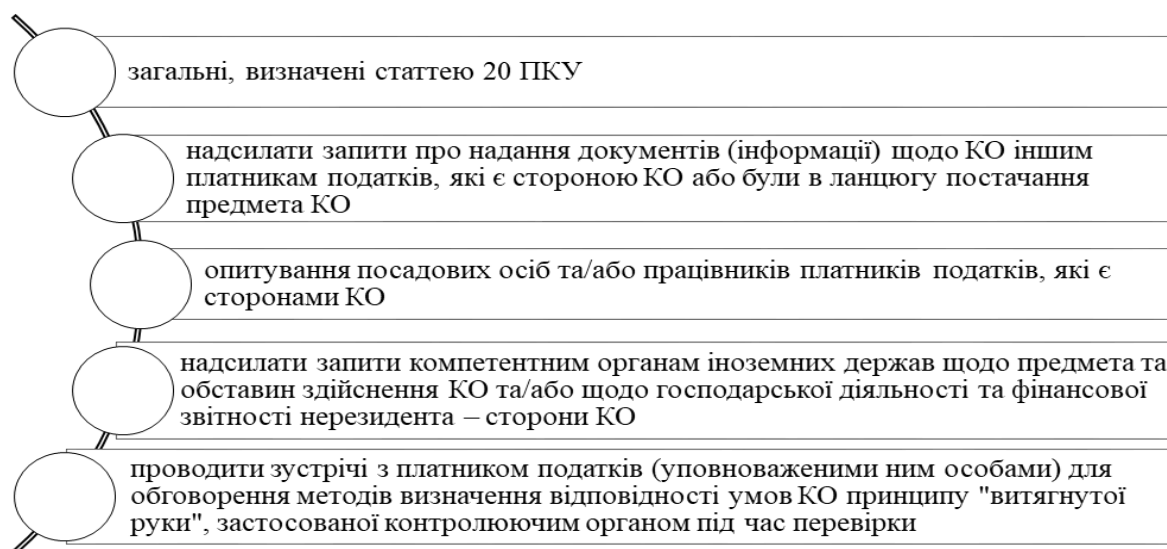 загальні, визначені статтею 20 ПКУ
надсилати запити про надання документів (інформації) щодо КО іншим
платникам податків, які є стороною КО або були в ланцюгу постачання
предмета КО
опитування посадових осіб та/або працівників платників податків, які є
сторонами КО
надсилати запити компетентним органам іноземних держав щодо предмета та
обставин здійснення КО та/або щодо господарської діяльності та фінансової
звітності нерезидента – сторони КО
проводити зустрічі з платником податків (уповноваженими ним особами) для
обговорення методів визначення відповідності умов КО принципу "витягнутої
руки", застосованої контролюючим органом під час перевірки